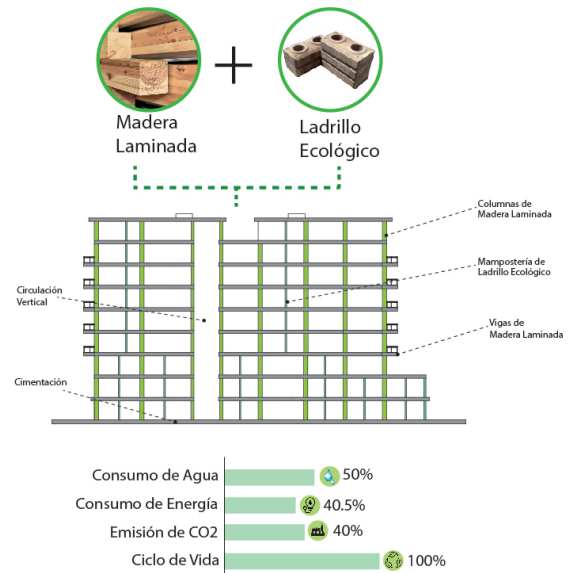 Madera
Laminada
Ladrillo
Ecológico
Columnas de
Madera Laminada
Mampostería de
Ladrillo Ecológico
Circulación
Vertical
Vigas de
Madera Laminada
Cimentación
Consumo de Agua 50%
Consumo de Energía 40.5%
Emisión de CO2 40%
Ciclo de Vida 100%